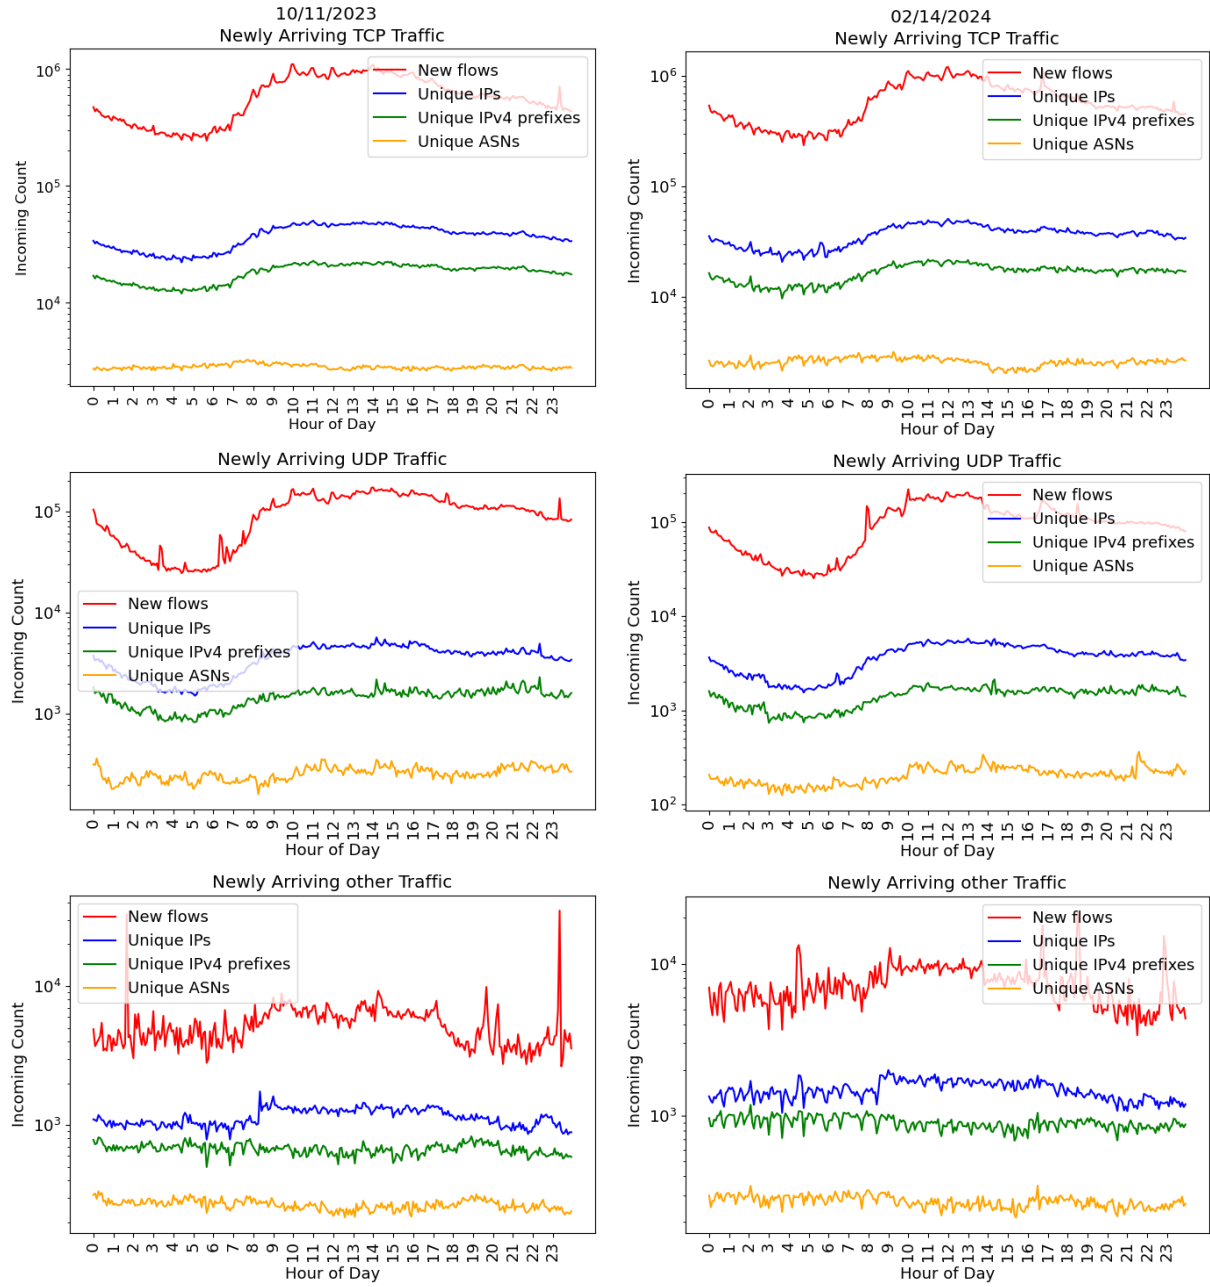 10/11/2023
Newly Arriving TCP Traffic
Incoming Count
10⁶
10⁵
10⁴
New flows
Unique IPs
Unique IPv4 prefixes
Unique ASNs
0 1 2 3 4 5 6 7 8 9 10 11 12 13 14 15 16 17 18 19 20 21 22 23
Hour of Day
02/14/2024
Newly Arriving TCP Traffic
Incoming Count
10⁶
10⁵
10⁴
New flows
Unique IPs
Unique IPv4 prefixes
Unique ASNs
0 1 2 3 4 5 6 7 8 9 10 11 12 13 14 15 16 17 18 19 20 21 22 23
Hour of Day
Newly Arriving UDP Traffic
Incoming Count
10⁵
10⁴
10³
New flows
Unique IPs
Unique IPv4 prefixes
Unique ASNs
0 1 2 3 4 5 6 7 8 9 10 11 12 13 14 15 16 17 18 19 20 21 22 23
Hour of Day
Newly Arriving UDP Traffic
Incoming Count
10⁵
10⁴
10³
10²
New flows
Unique IPs
Unique IPv4 prefixes
Unique ASNs
0 1 2 3 4 5 6 7 8 9 10 11 12 13 14 15 16 17 18 19 20 21 22 23
Hour of Day
Newly Arriving other Traffic
Incoming Count
10⁴
10³
New flows
Unique IPs
Unique IPv4 prefixes
Unique ASNs
0 1 2 3 4 5 6 7 8 9 10 11 12 13 14 15 16 17 18 19 20 21 22 23
Hour of Day
Newly Arriving other Traffic
Incoming Count
10⁴
10³
New flows
Unique IPs
Unique IPv4 prefixes
Unique ASNs
0 1 2 3 4 5 6 7 8 9 10 11 12 13 14 15 16 17 18 19 20 21 22 23
Hour of Day